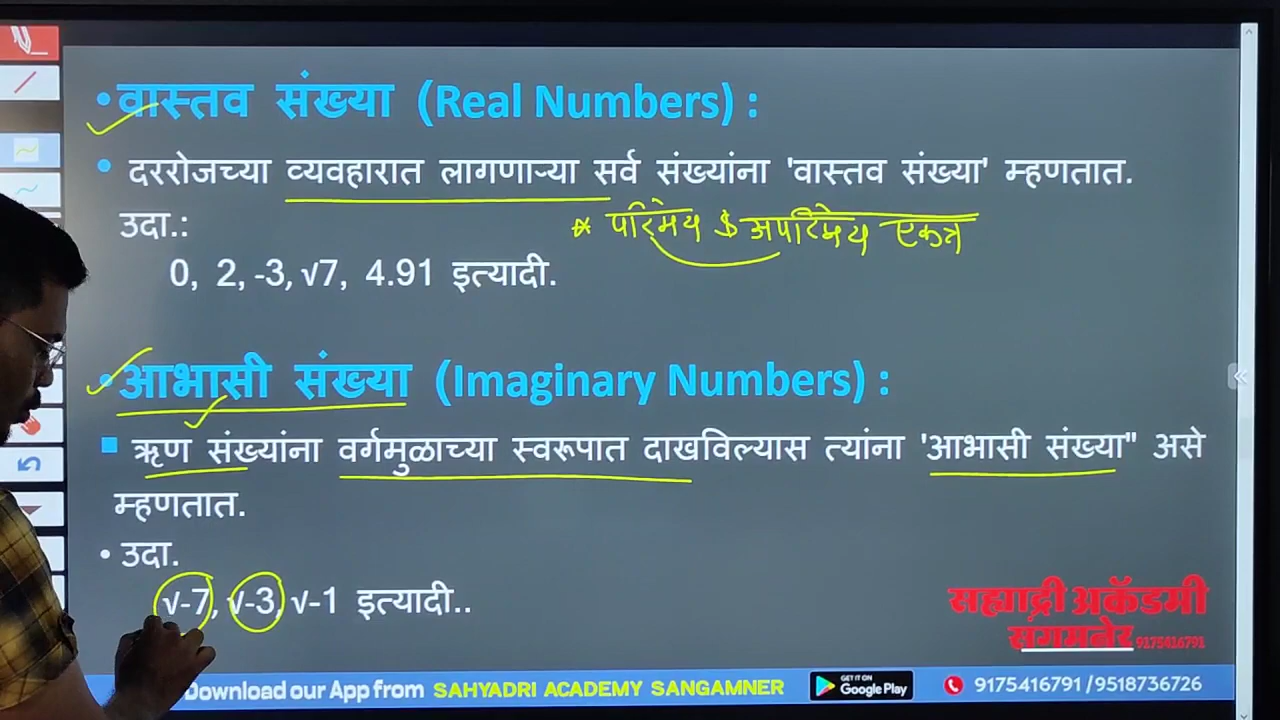 • वास्तव संख्या (Real Numbers) :
• दररोजच्या व्यवहारात लागणाऱ्या सर्व संख्यांना 'वास्तव संख्या' म्हणतात.
उदा.:
* परिमेय $ अपरिमेय एकत्र
0, 2, -3, √7, 4.91 इत्यादी.
• आभासी संख्या (Imaginary Numbers) :
▪ ऋण संख्यांना वर्गमुळाच्या स्वरूपात दाखविल्यास त्यांना 'आभासी संख्या" असे
म्हणतात.
• उदा.
√-7, √-3, √-1 इत्यादी..
सह्याद्री अकॅडमी
संगमनेर 9175416791
Download our App from SAHYADRI ACADEMY SANGAMNER GET IT ON Google Play 9175416791 /9518736726